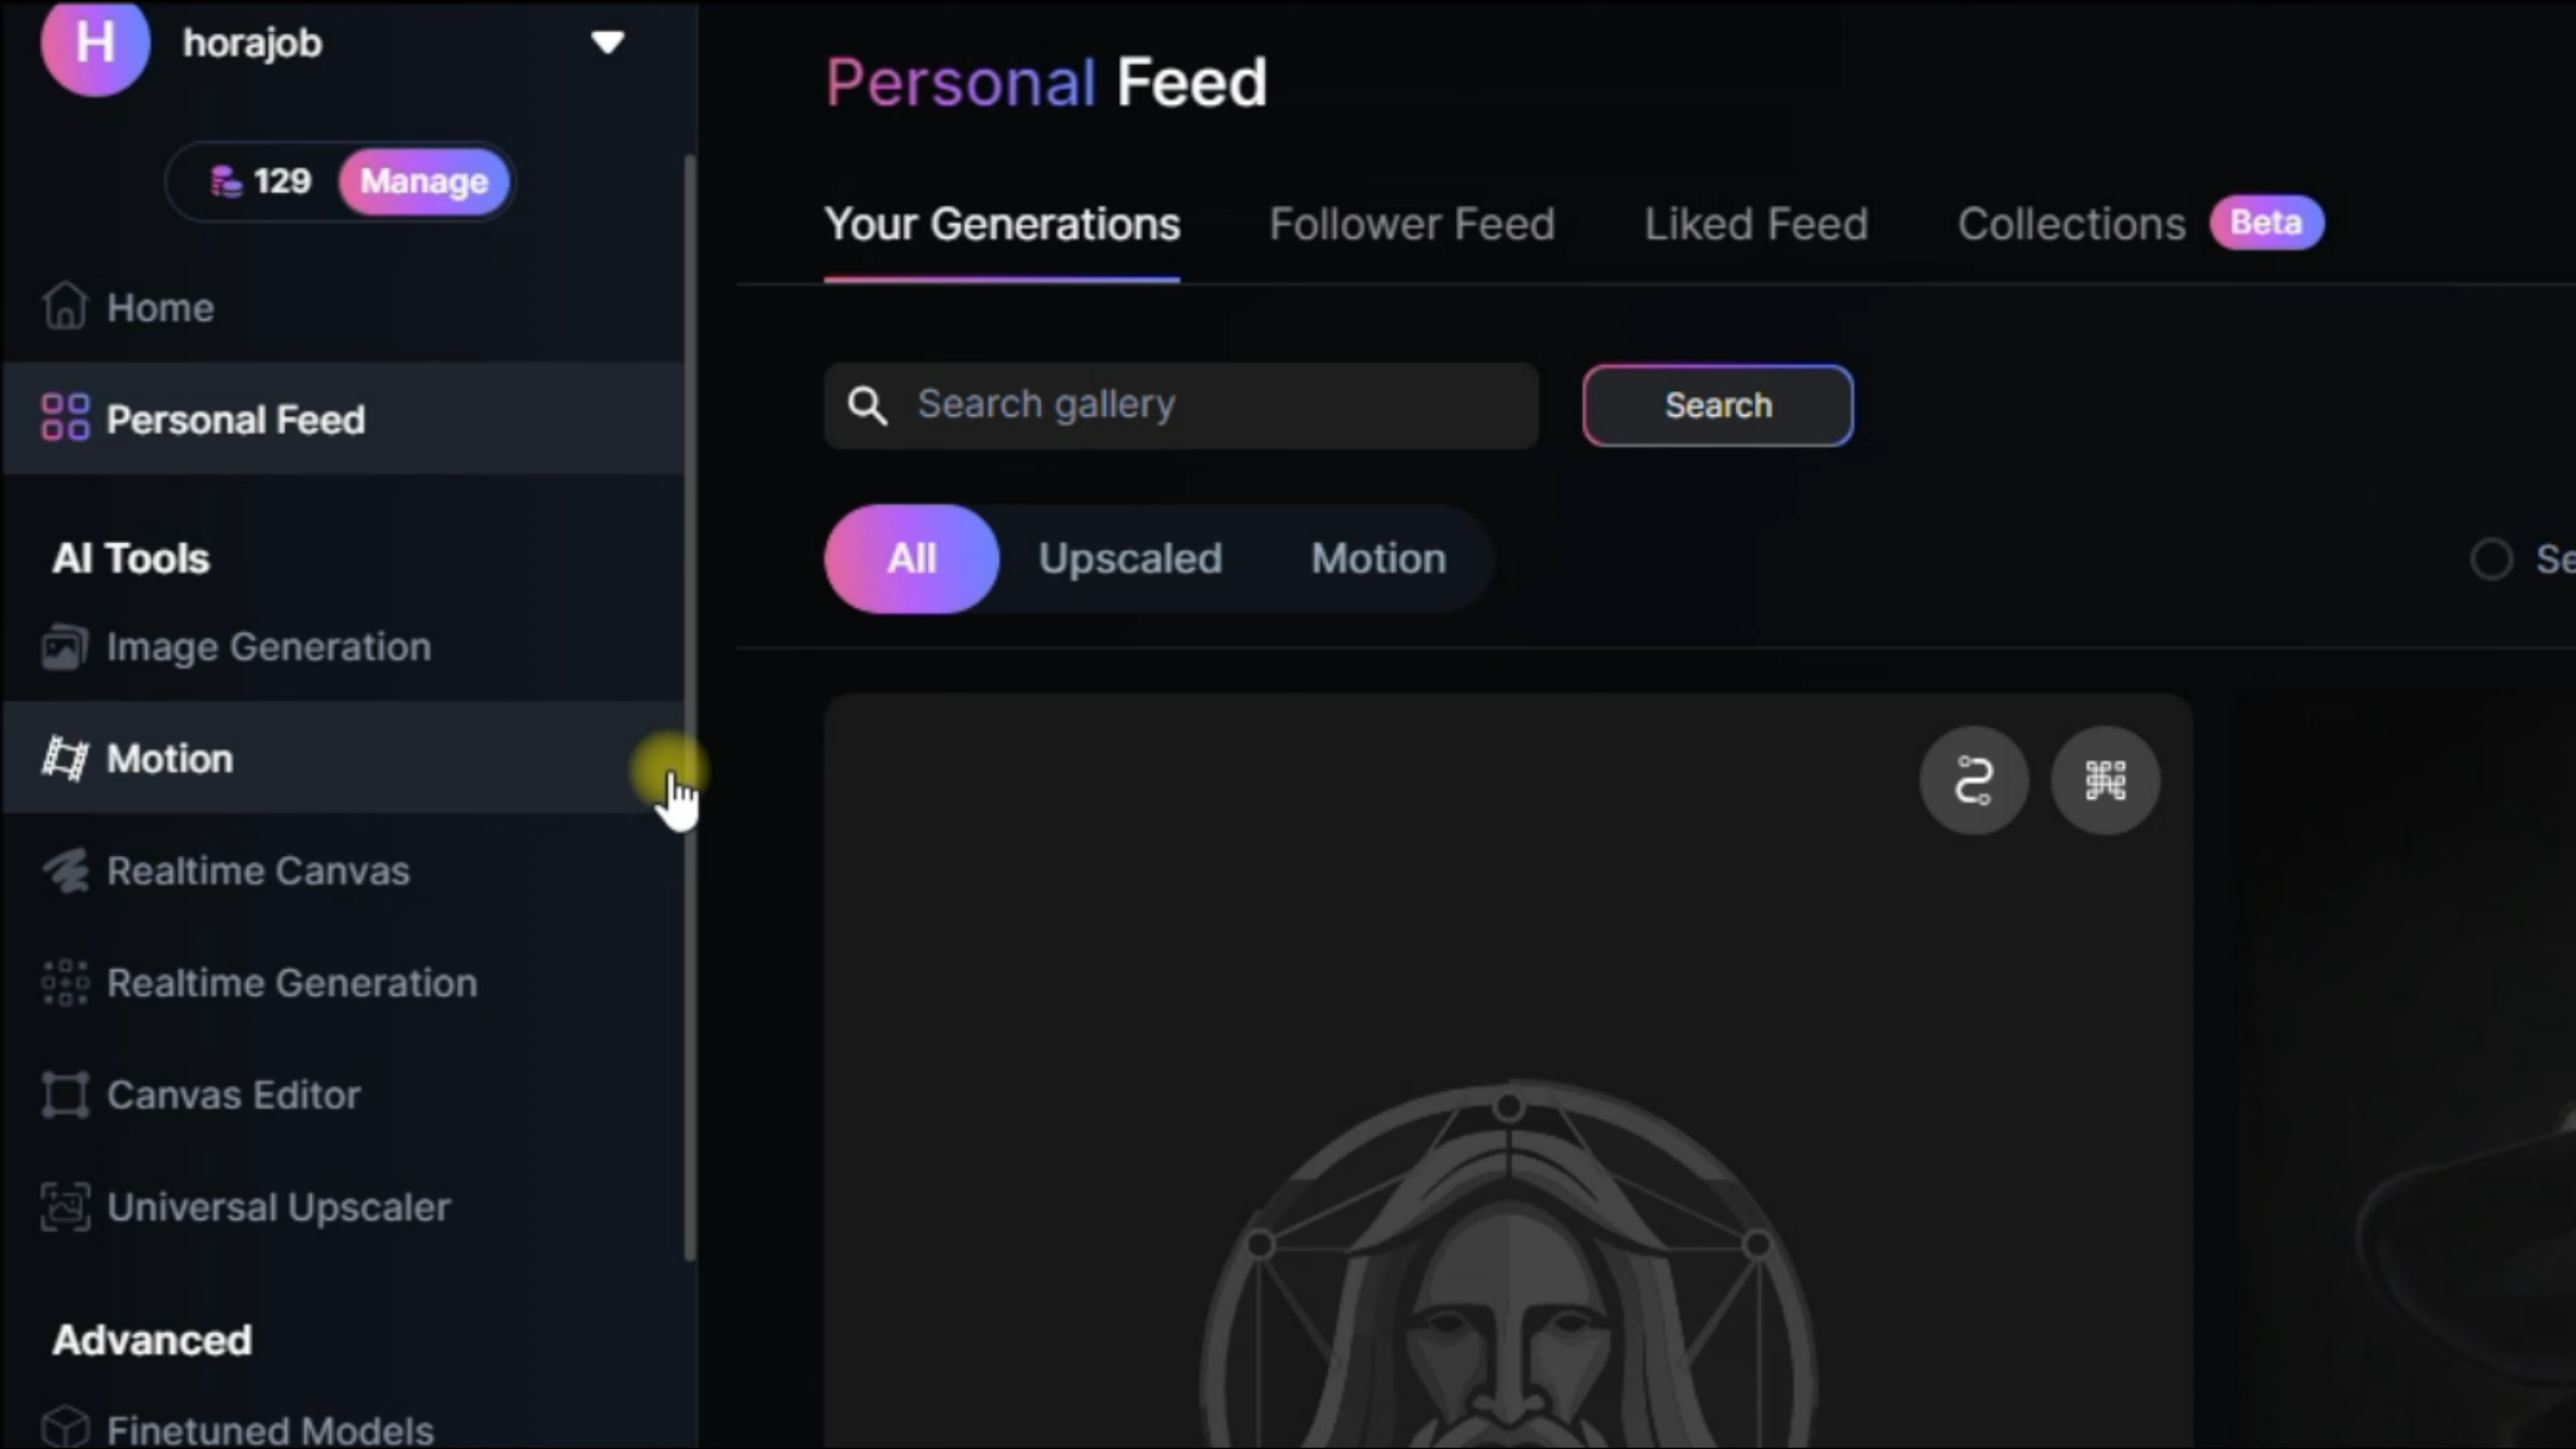 H
horajob
129
Manage
Home
Personal Feed
AI Tools
Image Generation
Motion
Realtime Canvas
Realtime Generation
Canvas Editor
Universal Upscaler
Advanced
Finetuned Models
Personal Feed
Your Generations
Follower Feed
Liked Feed
Collections
Beta
Search gallery
Search
All
Upscaled
Motion